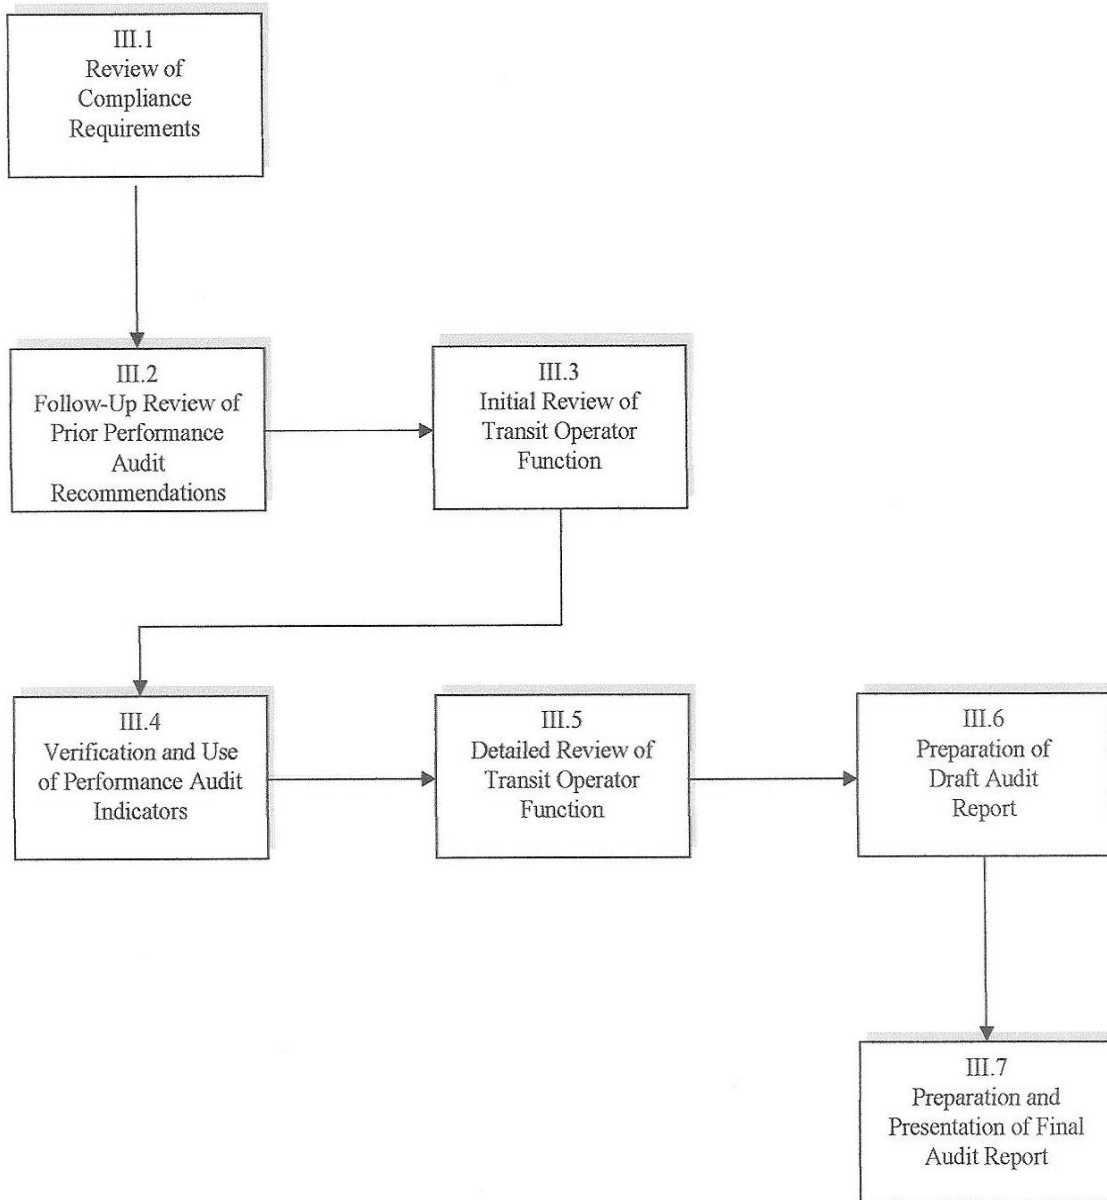 III.1
Review of
Compliance
Requirements
III.2
Follow-Up Review of
Prior Performance
Audit
Recommendations
III.3
Initial Review of
Transit Operator
Function
III.4
Verification and Use
of Performance Audit
Indicators
III.5
Detailed Review of
Transit Operator
Function
III.6
Preparation of
Draft Audit
Report
III.7
Preparation and
Presentation of Final
Audit Report